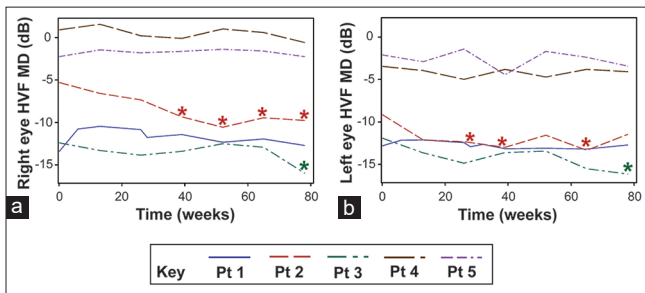 Right eye HVF MD (dB)
0
-5
-10
-15
* * * *
*
0 20 40 60 80
Time (weeks)
a
Left eye HVF MD (dB)
0
-5
-10
-15
* * *
*
0 20 40 60 80
Time (weeks)
b
Key Pt 1 Pt 2 Pt 3 Pt 4 Pt 5